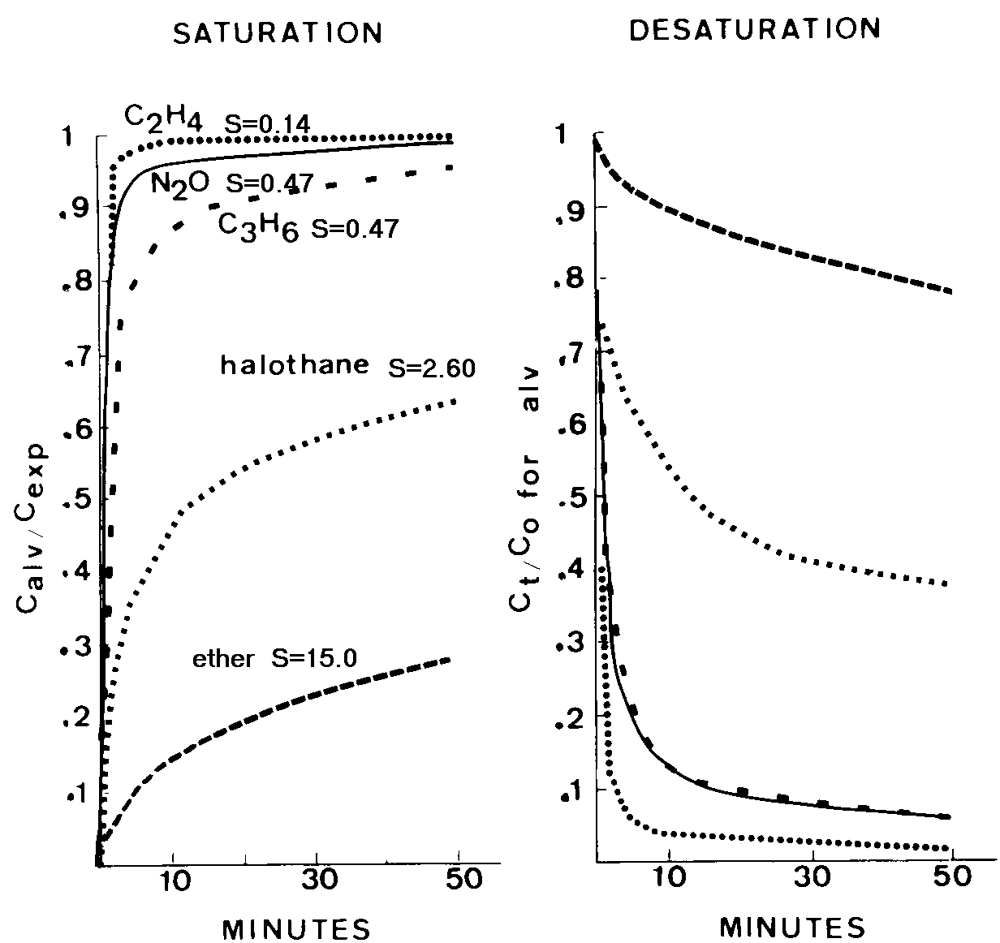 SATURATION
DESATURATION
C2H4 S=0.14
N2O S=0.47
C3H6 S=0.47
halothane S=2.60
ether S=15.0
Calv/Cexp
1
.9
.8
.7
.6
.5
.4
.3
.2
.1
10 30 50
MINUTES
Ct/Co for alv
1
.9
.8
.7
.6
.5
.4
.3
.2
.1
10 30 50
MINUTES